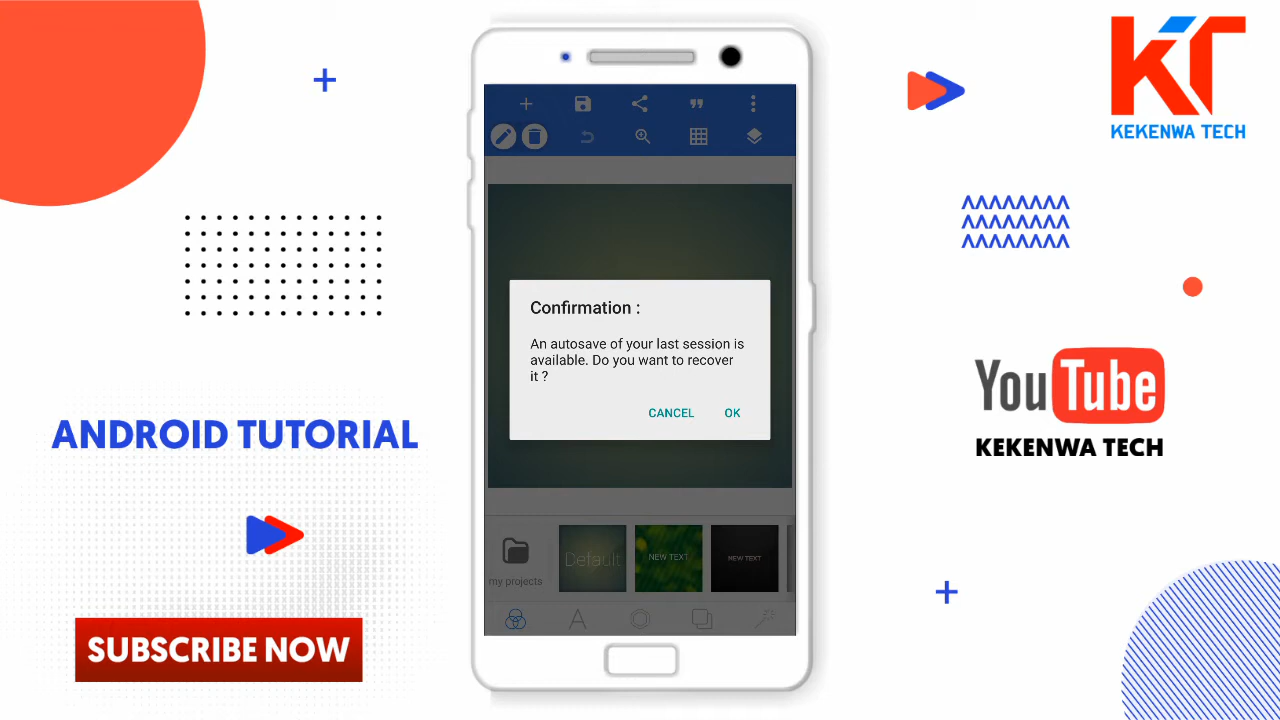 KT
KEKENWA TECH
Confirmation :
An autosave of your last session is
available. Do you want to recover
it ?
CANCEL OK
YouTube
KEKENWA TECH
ANDROID TUTORIAL
my projects
Default
NEW TEXT
NEW TEXT
A
SUBSCRIBE NOW